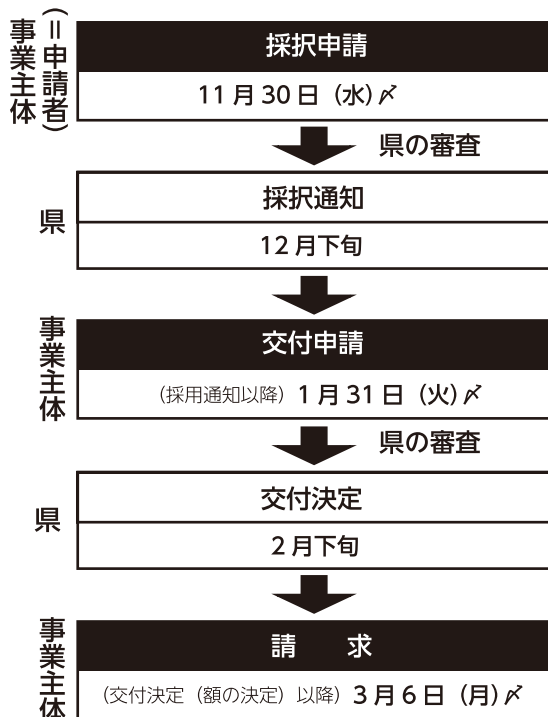 事業主体
(=申請者)
採択申請
11月30日（水）〆
県の審査
県
採択通知
12月下旬
事業主体
交付申請
（採用通知以降）1月31日（火）〆
県の審査
県
交付決定
2月下旬
事業主体
請　求
（交付決定（額の決定）以降）3月6日（月）〆